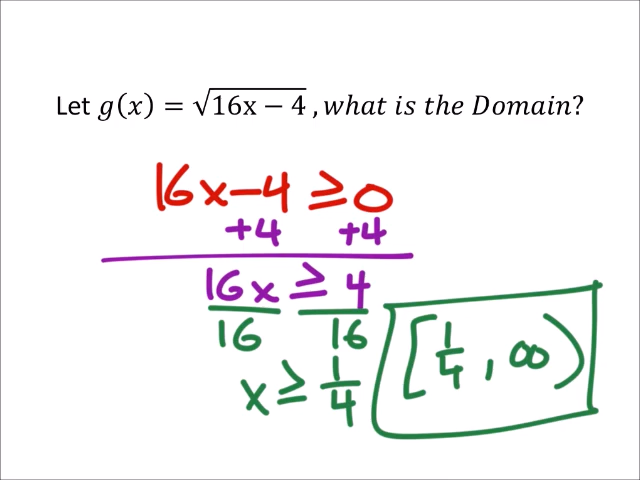 Let g(x) = √16x − 4 , what is the Domain?
16x−4 ≥ 0
+4 +4
16x ≥ 4
16 16
x ≥ 1/4
[1/4, ∞)